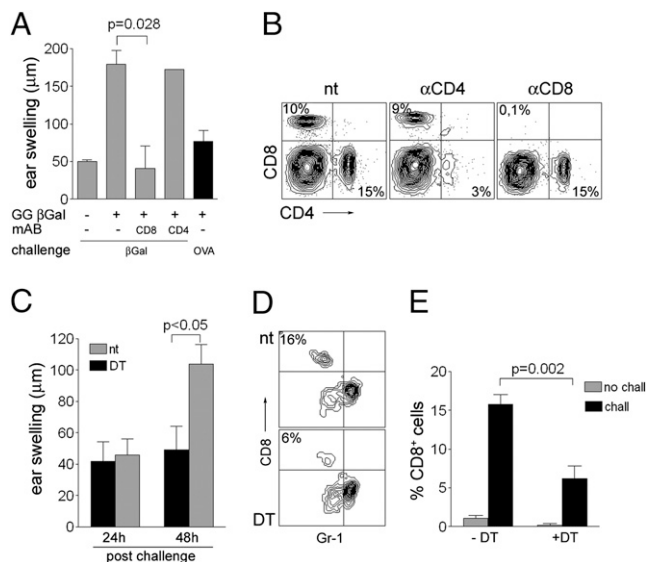 A
p=0.028
ear swelling (µm)
200
150
100
50
0
GG βGal - + + + +
mAB - - CD8 CD4 -
challenge βGal OVA
B
nt αCD4 αCD8
10% 9% 0,1%
15% 3% 15%
CD8
CD4
C
p<0.05
nt
DT
ear swelling (µm)
120
100
80
60
40
20
0
24h 48h
post challenge
D
nt
16%
6%
CD8
DT
Gr-1
E
p=0.002
no chall
chall
% CD8+ cells
20
15
10
5
0
- DT +DT